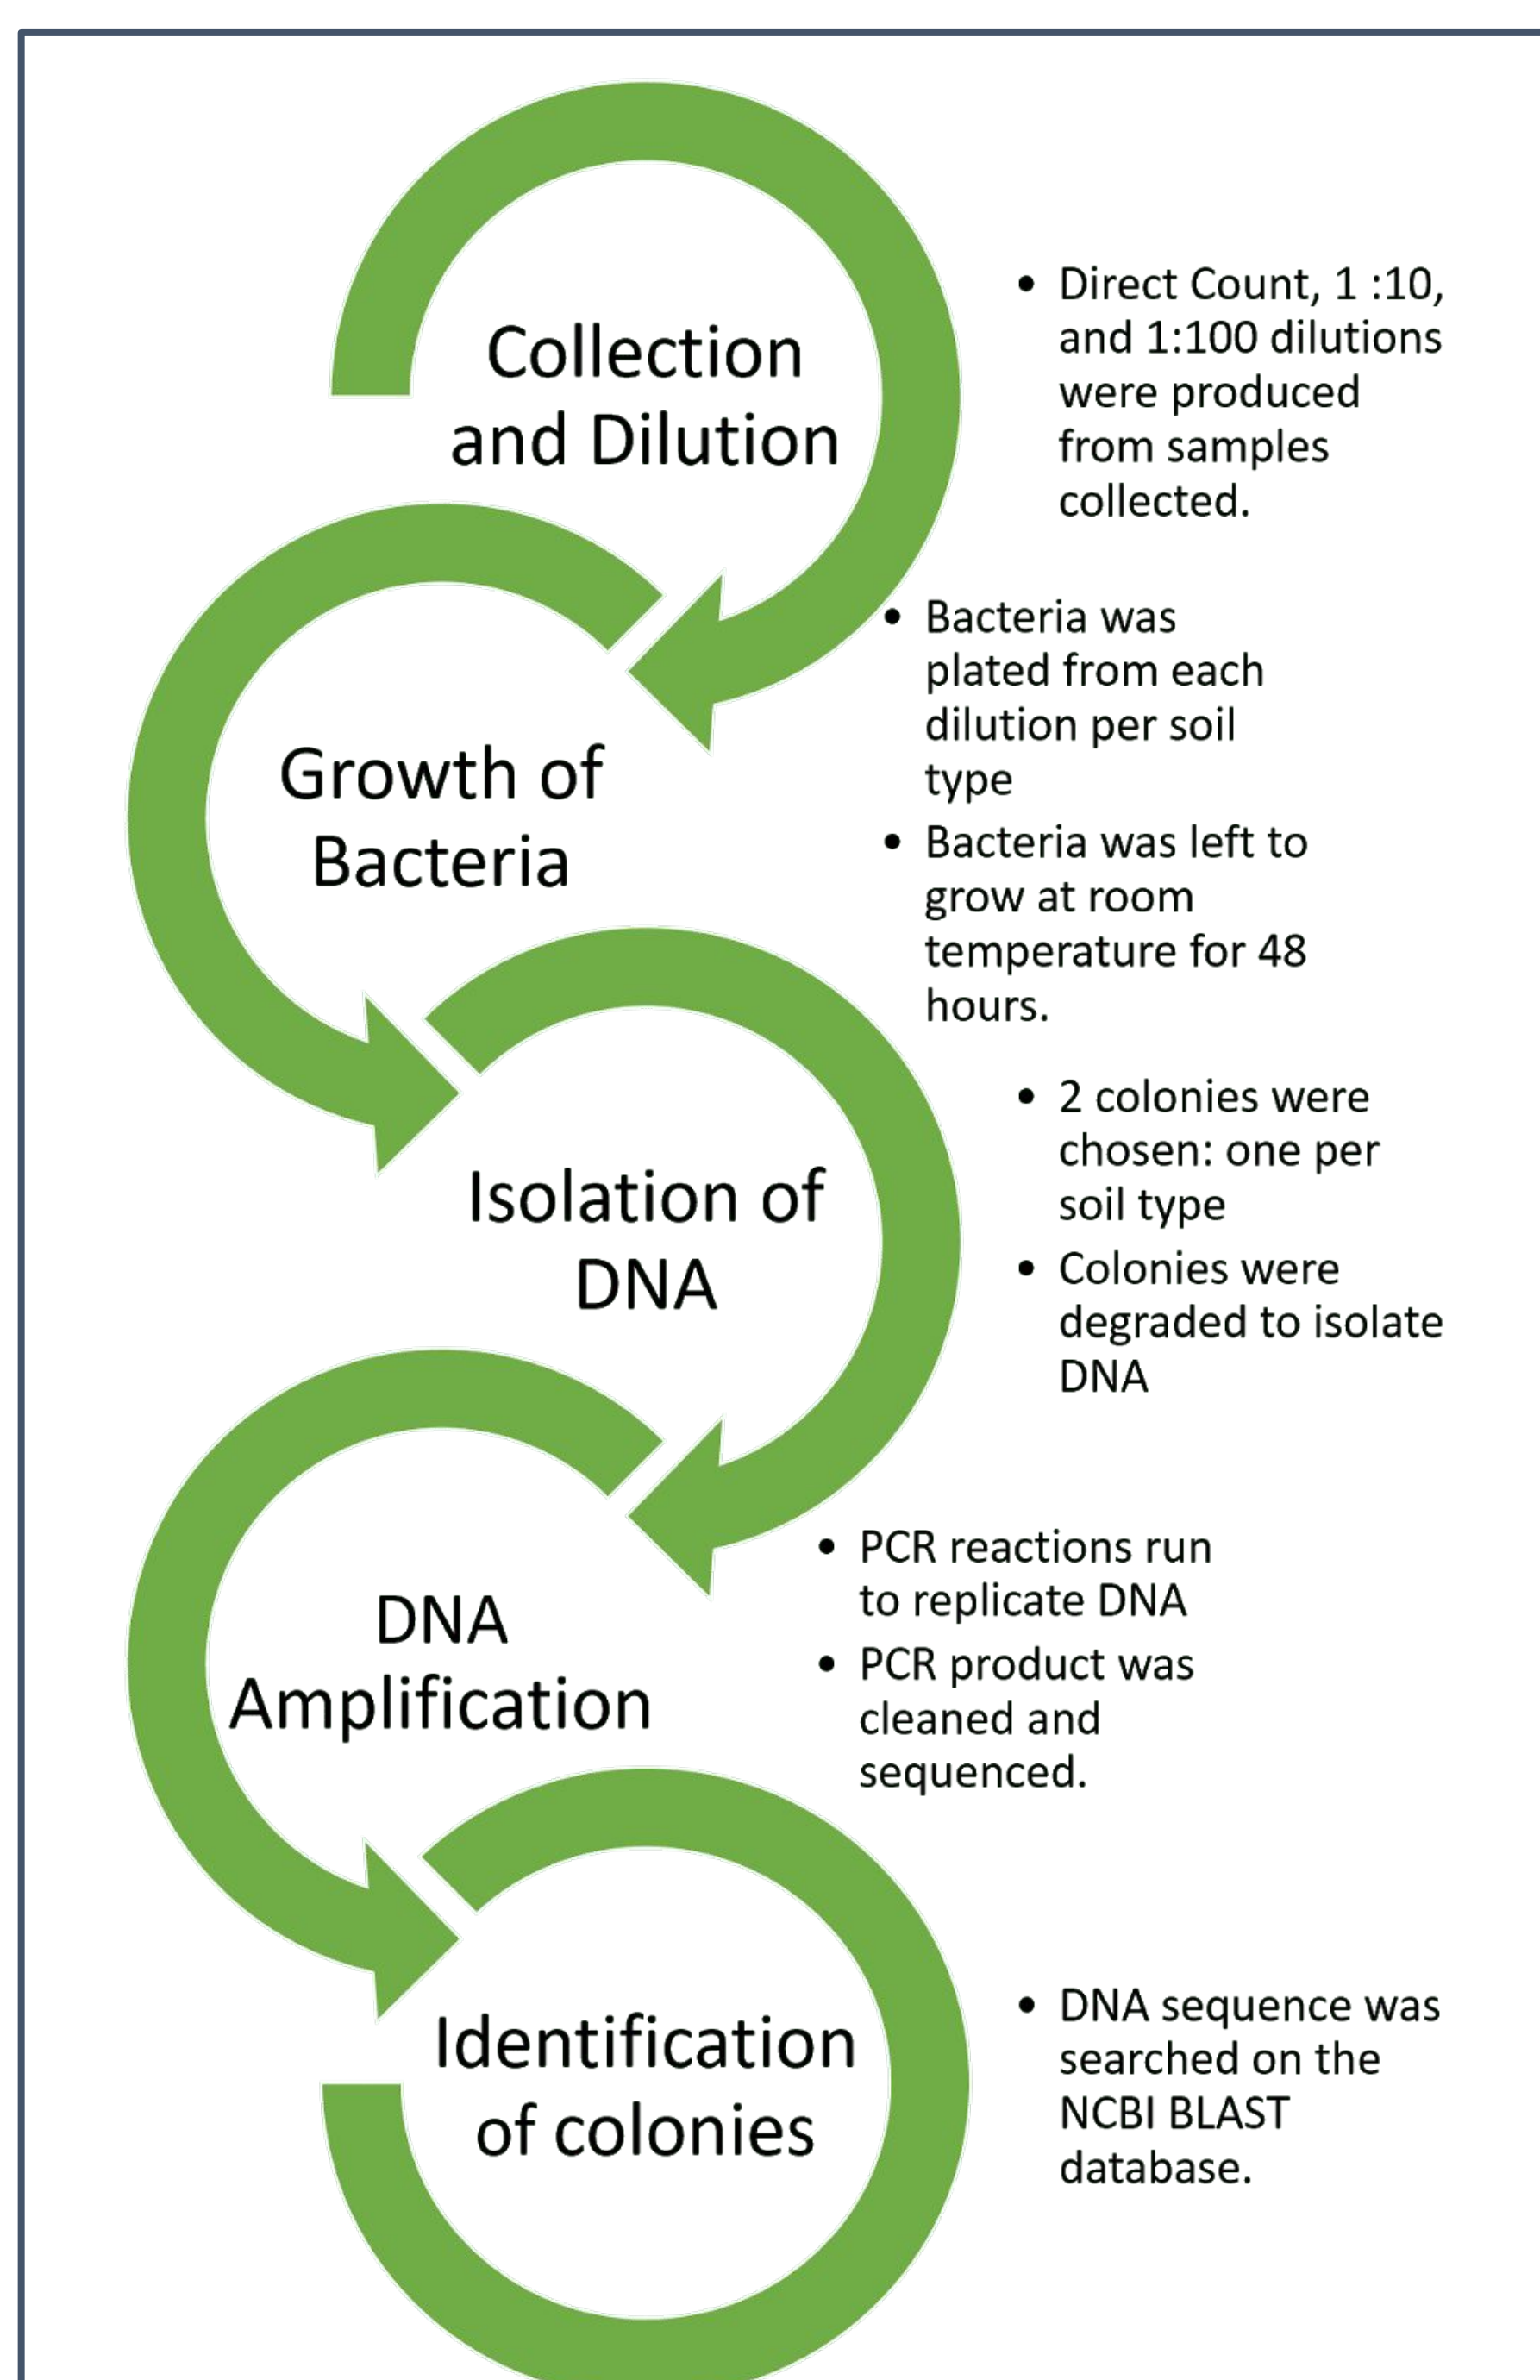 Collection
and Dilution
• Direct Count, 1 :10,
and 1:100 dilutions
were produced
from samples
collected.
Growth of
Bacteria
• Bacteria was
plated from each
dilution per soil
type
• Bacteria was left to
grow at room
temperature for 48
hours.
Isolation of
DNA
• 2 colonies were
chosen: one per
soil type
• Colonies were
degraded to isolate
DNA
DNA
Amplification
• PCR reactions run
to replicate DNA
• PCR product was
cleaned and
sequenced.
Identification
of colonies
• DNA sequence was
searched on the
NCBI BLAST
database.